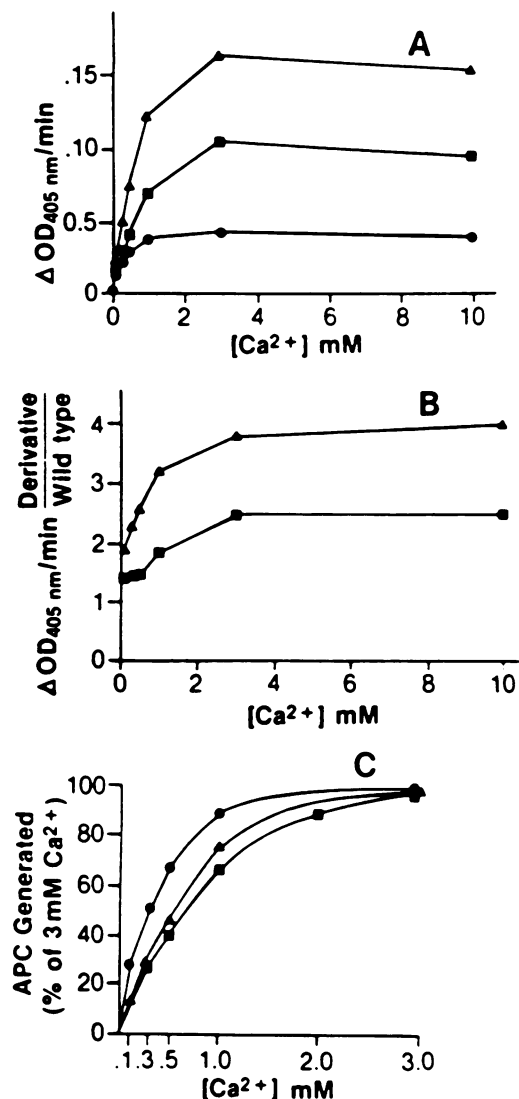 A
.15
.10
0.5
0
Δ OD405 nm/min
0 2 4 6 8 10
[Ca2+] mM
B
4
3
2
1
0
Δ OD405 nm/min Derivative
Wild type
0 2 4 6 8 10
[Ca2+] mM
C
100
80
60
40
20
0
APC Generated
(% of 3 mM Ca2+)
.1 .3 .5 1.0 2.0 3.0
[Ca2+] mM